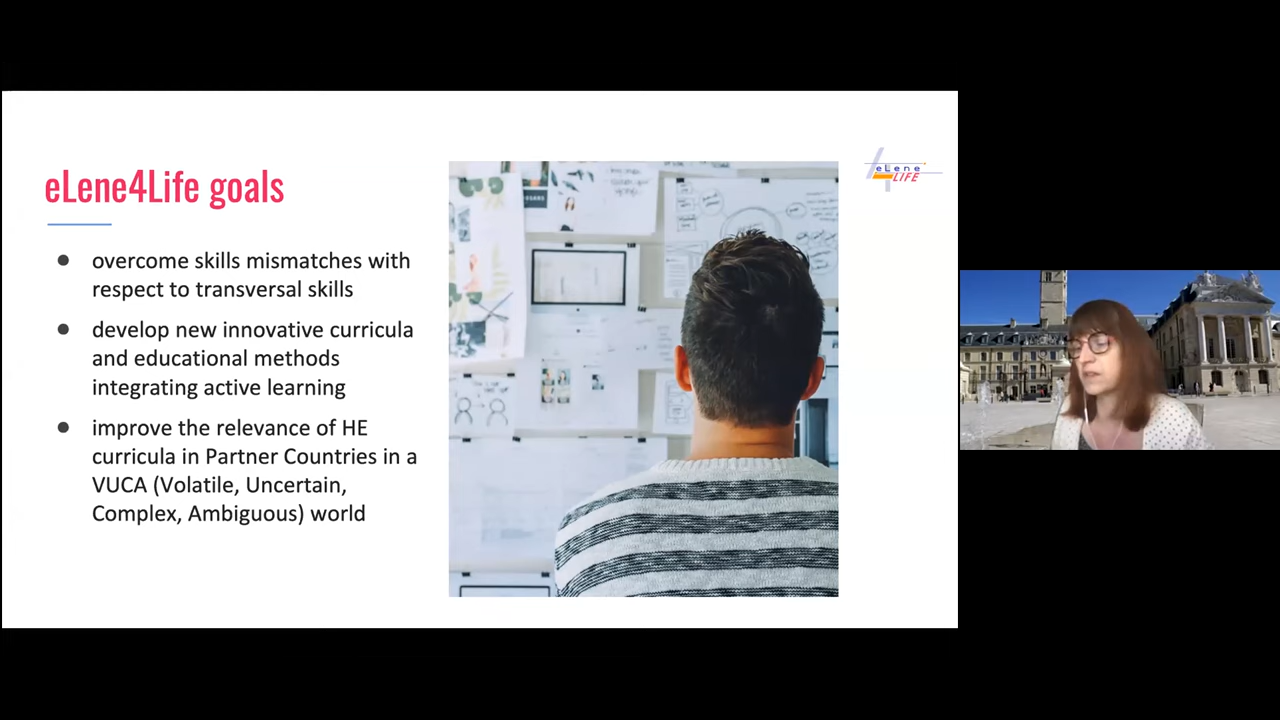 eLene4Life goals
overcome skills mismatches with
respect to transversal skills
develop new innovative curricula
and educational methods
integrating active learning
improve the relevance of HE
curricula in Partner Countries in a
VUCA (Volatile, Uncertain,
Complex, Ambiguous) world
eLene
4LIFE